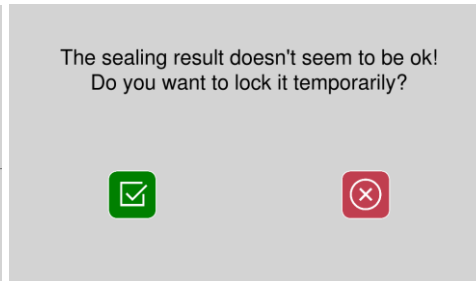 The sealing result doesn't seem to be ok!
Do you want to lock it temporarily?